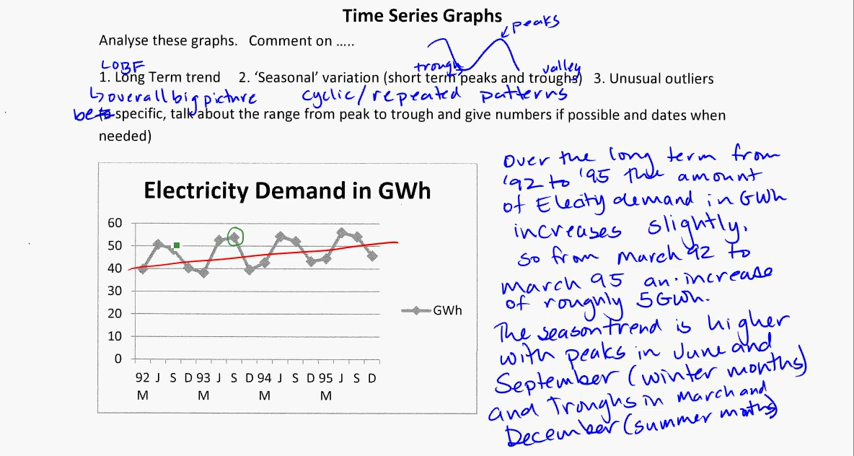 Time Series Graphs
peaks
Analyse these graphs. Comment on .....
LOBF
trough
valley
1. Long Term trend 2. 'Seasonal' variation (short term peaks and troughs) 3. Unusual outliers
overall big picture cyclic/repeated patterns
be specific, talk about the range from peak to trough and give numbers if possible and dates when
needed)
Electricity Demand in GWh
60
50
40
30
20
10
0
92 J S D 93 J S D 94 J S D 95 J S D
M M M M
GWh
Over the long term from
'92 to '95 the amount
of Elecity demand in GWh
increases slightly.
So from March 92 to
March 95 an increase
of roughly 5GWh.
The season trend is higher
with peaks in June and
September (winter months)
and Troughs in March and
December (summer months)